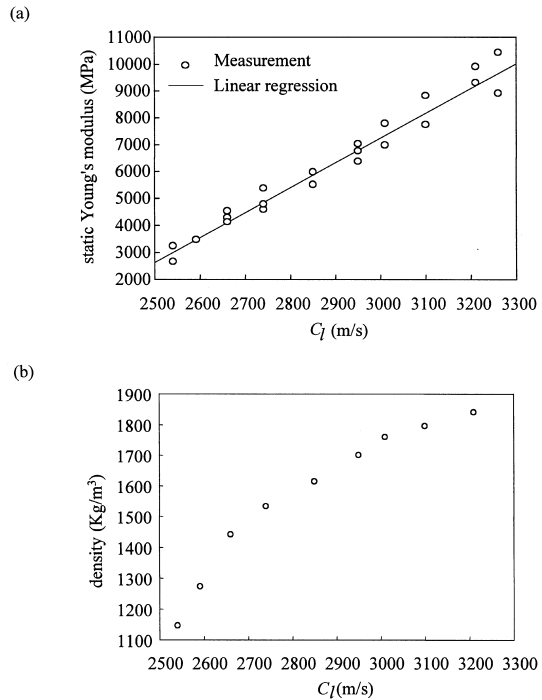 (a)
11000
10000
9000
8000
7000
6000
5000
4000
3000
2000
static Young's modulus (MPa)
Measurement
Linear regression
2500 2600 2700 2800 2900 3000 3100 3200 3300
C_l (m/s)
(b)
1900
1800
1700
1600
1500
1400
1300
1200
1100
density (Kg/m³)
2500 2600 2700 2800 2900 3000 3100 3200 3300
C_l(m/s)